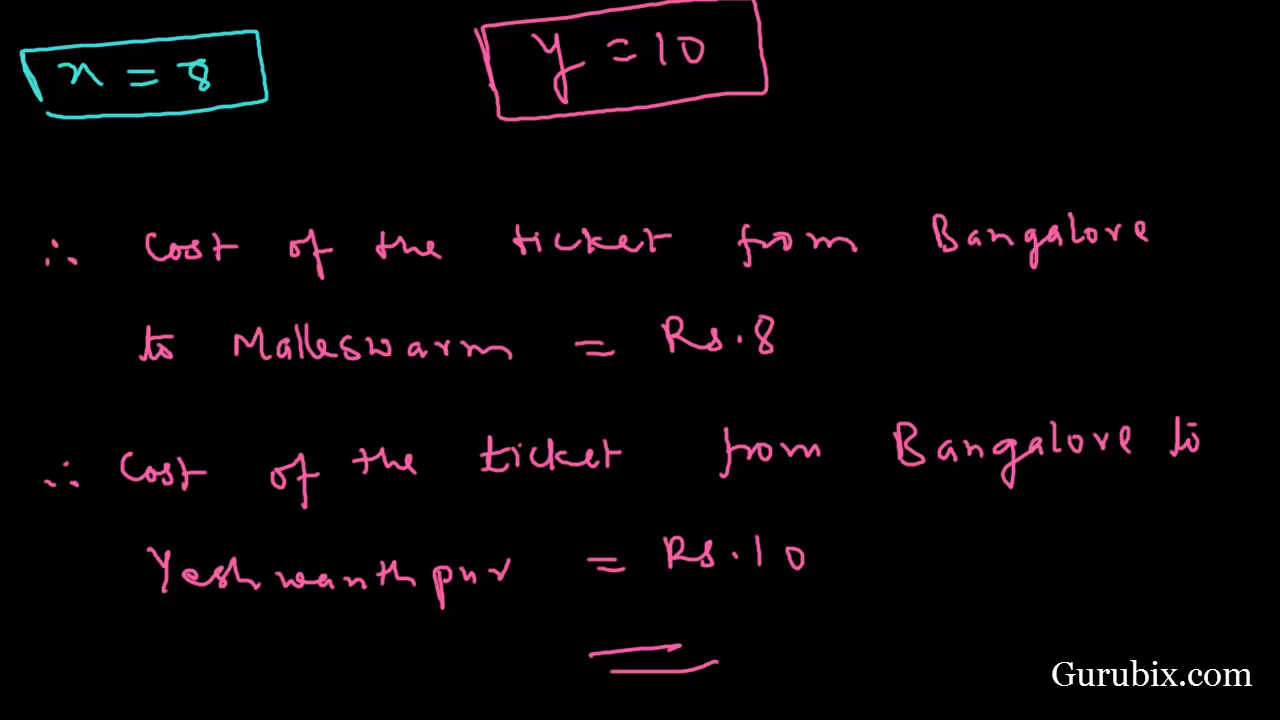 x = 8
y = 10
∴ Cost of the ticket from Bangalore
to Malleswarm = Rs.8
∴ Cost of the ticket from Bangalore to
Yeshwanthpur = Rs.10
Gurubix.com